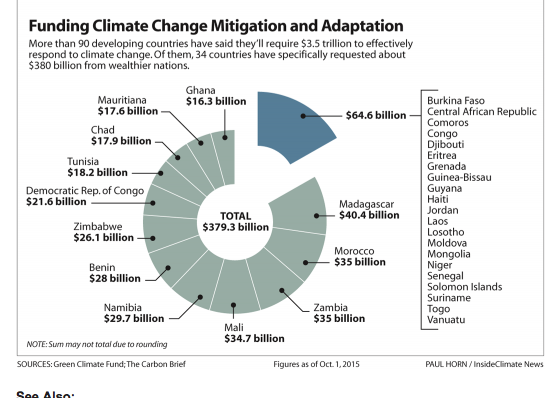 Funding Climate Change Mitigation and Adaptation
More than 90 developing countries have said they'll require $3.5 trillion to effectively
respond to climate change. Of them, 34 countries have specifically requested about
$380 billion from wealthier nations.
Ghana
$16.3 billion
Mauritiana
$17.6 billion
Chad
$17.9 billion
Tunisia
$18.2 billion
Democratic Rep. of Congo
$21.6 billion
Zimbabwe
$26.1 billion
Benin
$28 billion
Namibia
$29.7 billion
Mali
$34.7 billion
Zambia
$35 billion
Morocco
$35 billion
Madagascar
$40.4 billion
$64.6 billion
TOTAL
$379.3 billion
Burkina Faso
Central African Republic
Comoros
Congo
Djibouti
Eritrea
Grenada
Guinea-Bissau
Guyana
Haiti
Jordan
Laos
Losotho
Moldova
Mongolia
Niger
Senegal
Solomon Islands
Suriname
Togo
Vanuatu
NOTE: Sum may not total due to rounding
SOURCES: Green Climate Fund; The Carbon Brief
Figures as of Oct. 1, 2015
PAUL HORN / InsideClimate News
See Also: